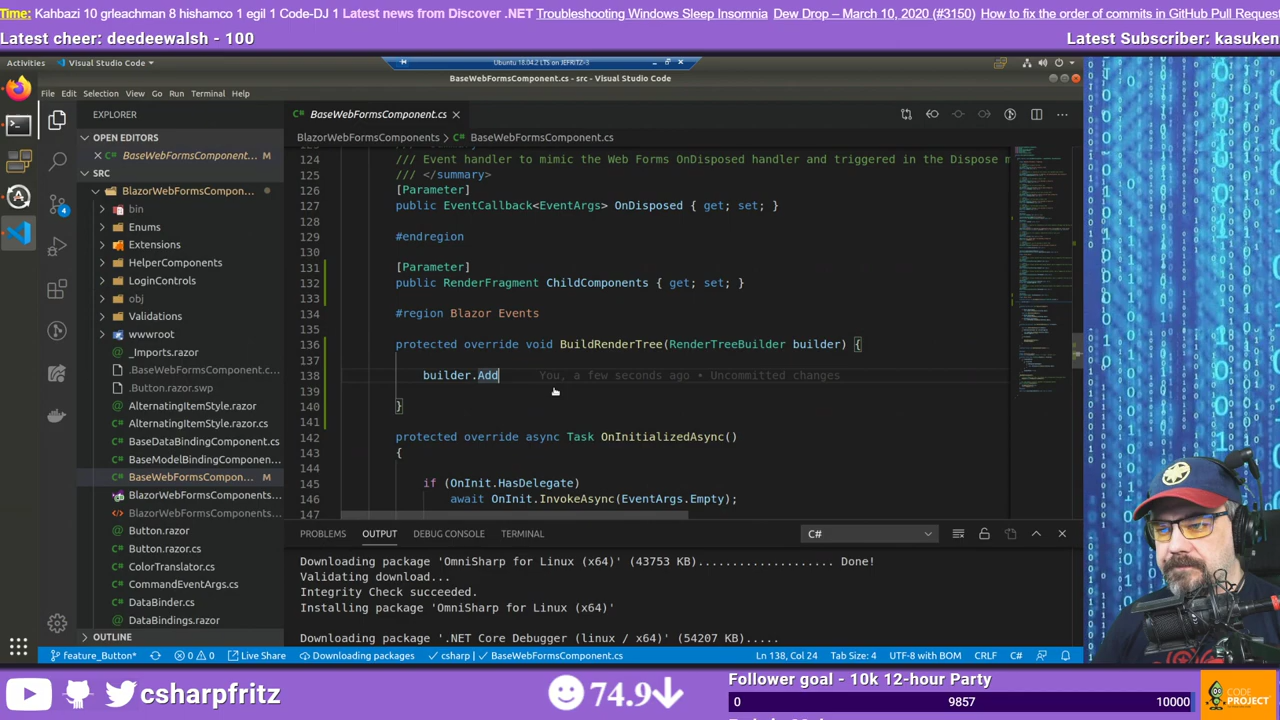 Time: Kahbazi 10 grleachman 8 hishamco 1 egil 1 Code-DJ 1 Latest news from Discover .NET Troubleshooting Windows Sleep Insomnia Dew Drop – March 10, 2020 (#3150) How to fix the order of commits in GitHub Pull Request
Latest cheer: deedeewalsh - 100
Latest Subscriber: kasuken
Activities
Visual Studio Code
Ubuntu 18.04.2 LTS on JEFRITZ-3
BaseWebFormsComponent.cs - src - Visual Studio Code
File Edit Selection View Go Run Terminal Help
EXPLORER
OPEN EDITORS
BaseWebFormsComponent... M
SRC
BlazorWebFormsCompon...
bin
Enums
Extensions
HelperComponents
LoginControls
obj
Validations
wwwroot
_Imports.razor
.BaseWebFormsComponent.c...
.Button.razor.swp
AlternatingItemStyle.razor
AlternatingItemStyle.razor.cs
BaseDataBindingComponent.cs
BaseModelBindingComponen...
BaseWebFormsCompon... M
BlazorWebFormsComponents...
BlazorWebFormsComponents...
Button.razor
Button.razor.cs
ColorTranslator.cs
CommandEventArgs.cs
DataBinder.cs
DataBindings.razor
OUTLINE
4
BaseWebFormsComponent.cs
BlazorWebFormsComponents > BaseWebFormsComponent.cs
124 /// Event handler to mimic the Web Forms OnDisposed handler and triggered in the Dispose m
125 /// </summary>
126 [Parameter]
127 public EventCallback<EventArgs> OnDisposed { get; set; }
128
129 #endregion
130
131 [Parameter]
132 public RenderFragment ChildComponents { get; set; }
133
134 #region Blazor Events
135
136 protected override void BuildRenderTree(RenderTreeBuilder builder) {
137
138 builder.Add You, a few seconds ago • Uncommitted changes
139
140 }
141
142 protected override async Task OnInitializedAsync()
143 {
144
145 if (OnInit.HasDelegate)
146 await OnInit.InvokeAsync(EventArgs.Empty);
147
PROBLEMS OUTPUT DEBUG CONSOLE TERMINAL
C#
Downloading package 'OmniSharp for Linux (x64)' (43753 KB).................... Done!
Validating download...
Integrity Check succeeded.
Installing package 'OmniSharp for Linux (x64)'
Downloading package '.NET Core Debugger (linux / x64)' (54207 KB).....
feature_Button* 0 0 Live Share Downloading packages csharp | BaseWebFormsComponent.cs Ln 138, Col 24 Tab Size: 4 UTF-8 with BOM CRLF C#
csharpfritz
74.9
Follower goal - 10k 12-hour Party
0 9857 10000
CODE PROJECT